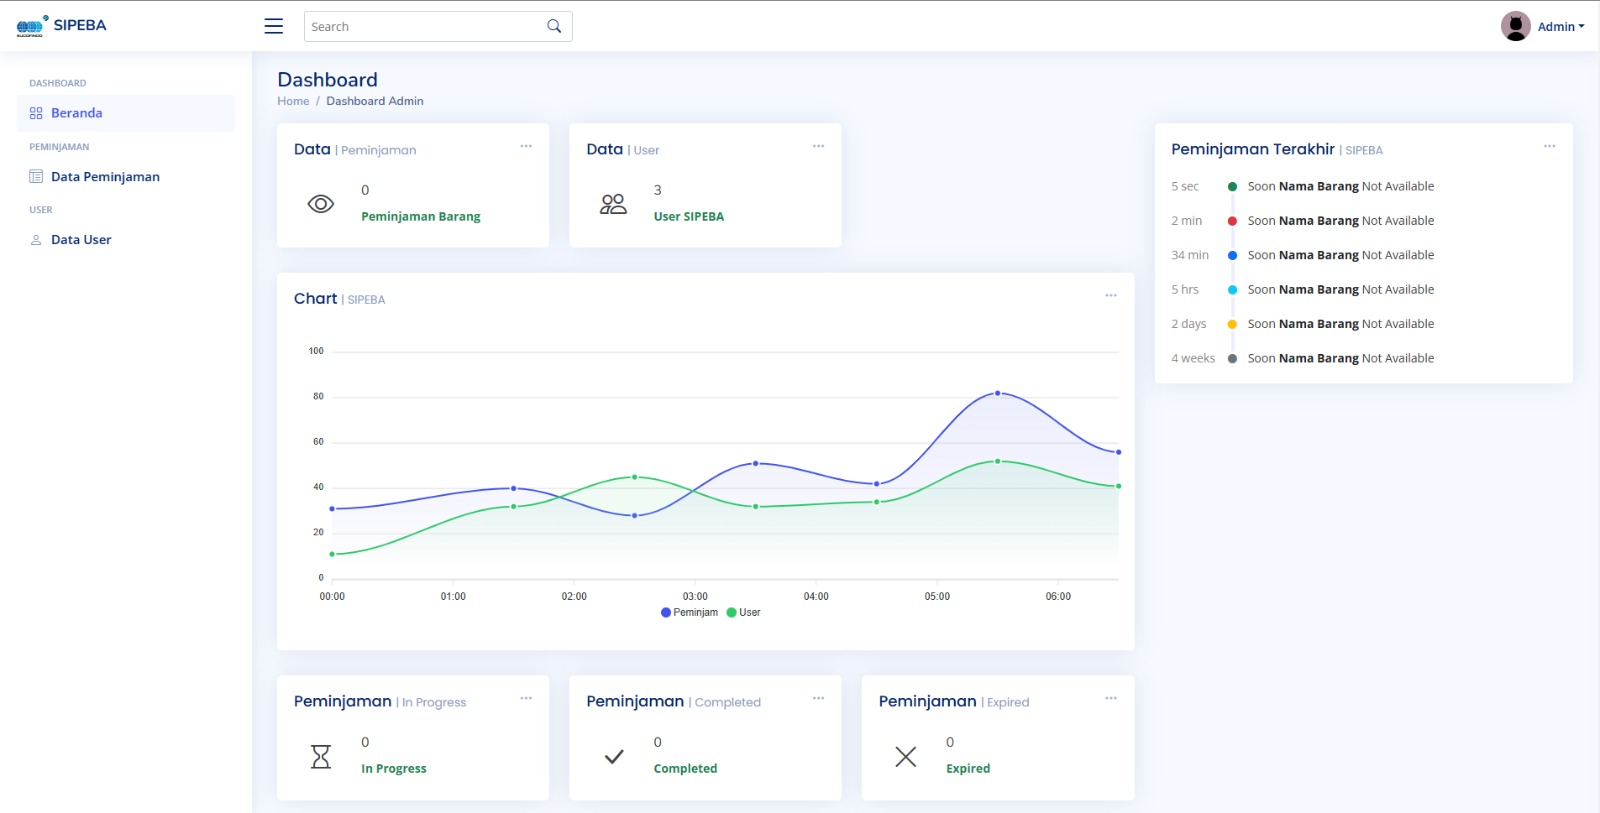 SUCOFINDO
SIPEBA
Search
Admin
DASHBOARD
Beranda
PEMINJAMAN
Data Peminjaman
USER
Data User
Dashboard
Home / Dashboard Admin
Data | Peminjaman
0
Peminjaman Barang
Data | User
3
User SIPEBA
Chart | SIPEBA
100
80
60
40
20
0
00:00 01:00 02:00 03:00 04:00 05:00 06:00
Peminjam User
Peminjaman | In Progress
0
In Progress
Peminjaman | Completed
0
Completed
Peminjaman | Expired
0
Expired
Peminjaman Terakhir | SIPEBA
5 sec Soon Nama Barang Not Available
2 min Soon Nama Barang Not Available
34 min Soon Nama Barang Not Available
5 hrs Soon Nama Barang Not Available
2 days Soon Nama Barang Not Available
4 weeks Soon Nama Barang Not Available